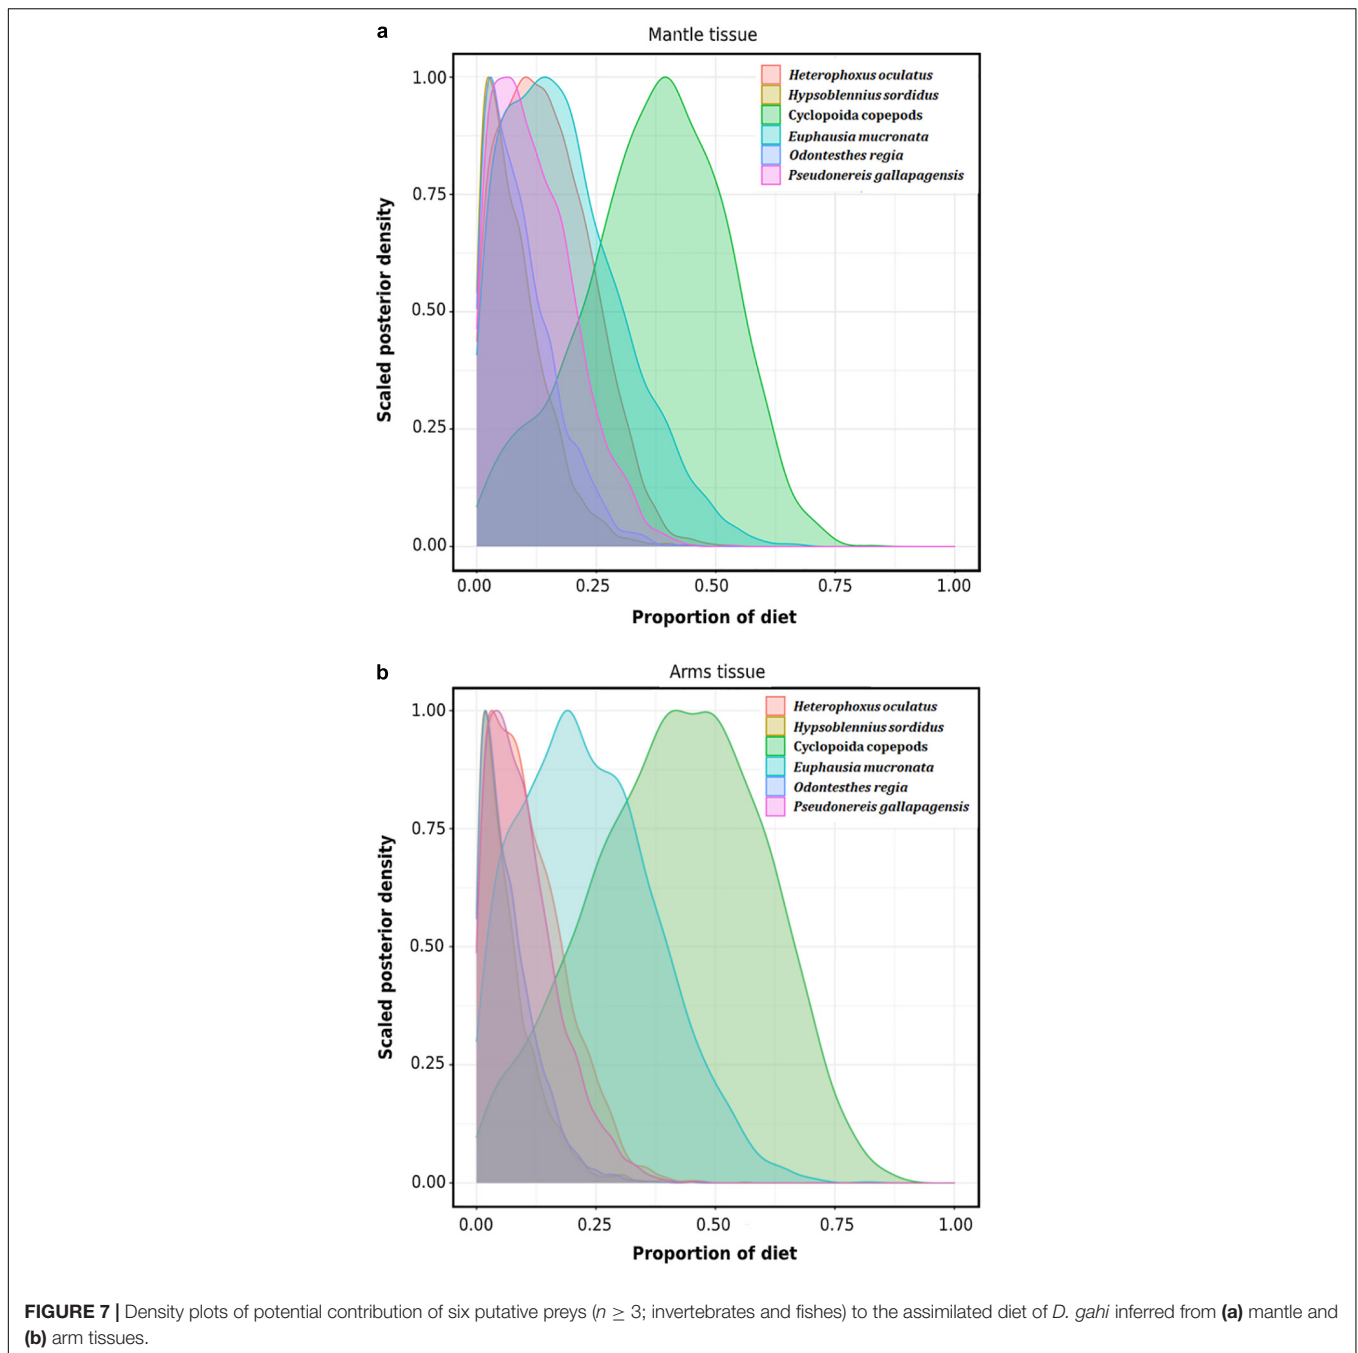 a
Mantle tissue
Heterophoxus oculatus
Hypsoblennius sordidus
Cyclopoida copepods
Euphausia mucronata
Odontesthes regia
Pseudonereis gallapagensis
Scaled posterior density
1.00
0.75
0.50
0.25
0.00
0.00 0.25 0.50 0.75 1.00
Proportion of diet
b
Arms tissue
Heterophoxus oculatus
Hypsoblennius sordidus
Cyclopoida copepods
Euphausia mucronata
Odontesthes regia
Pseudonereis gallapagensis
Scaled posterior density
1.00
0.75
0.50
0.25
0.00
0.00 0.25 0.50 0.75 1.00
Proportion of diet
FIGURE 7 | Density plots of potential contribution of six putative preys (n ≥ 3; invertebrates and fishes) to the assimilated diet of D. gahi inferred from (a) mantle and
(b) arm tissues.